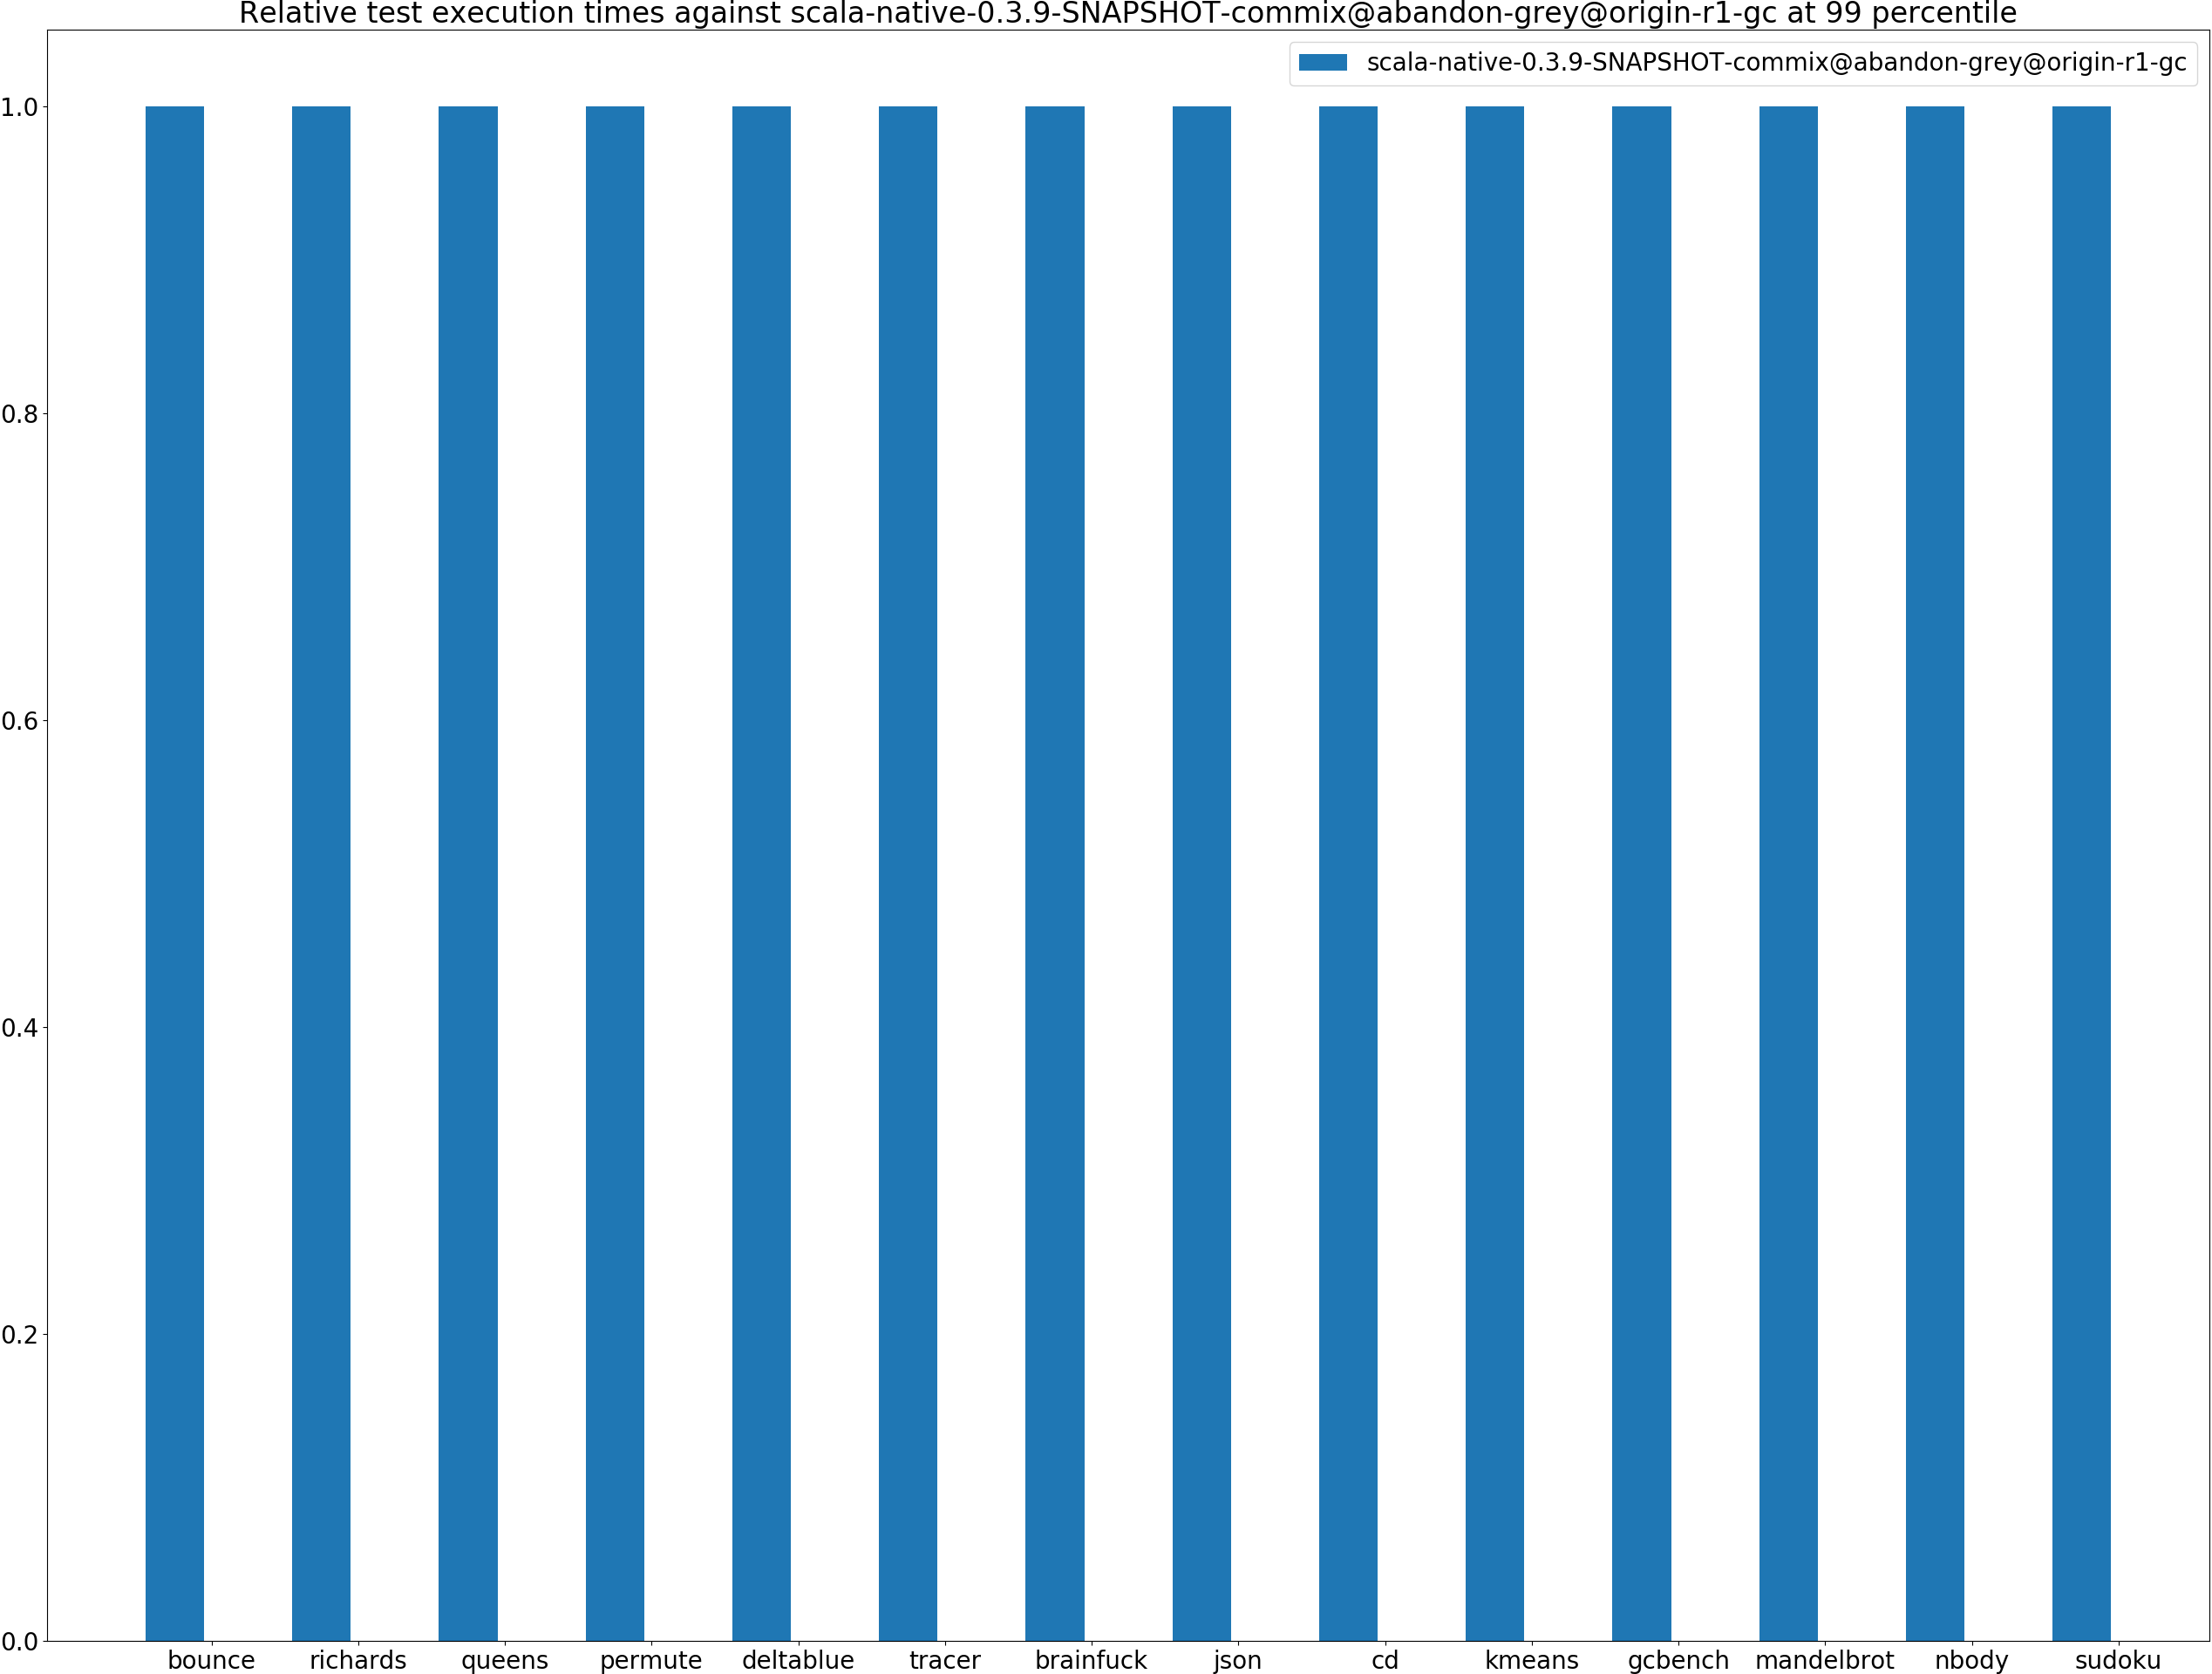 Relative test execution times against scala-native-0.3.9-SNAPSHOT-commix@abandon-grey@origin-r1-gc at 99 percentile
scala-native-0.3.9-SNAPSHOT-commix@abandon-grey@origin-r1-gc
1.0
0.8
0.6
0.4
0.2
0.0
bounce richards queens permute deltablue tracer brainfuck json cd kmeans gcbench mandelbrot nbody sudoku